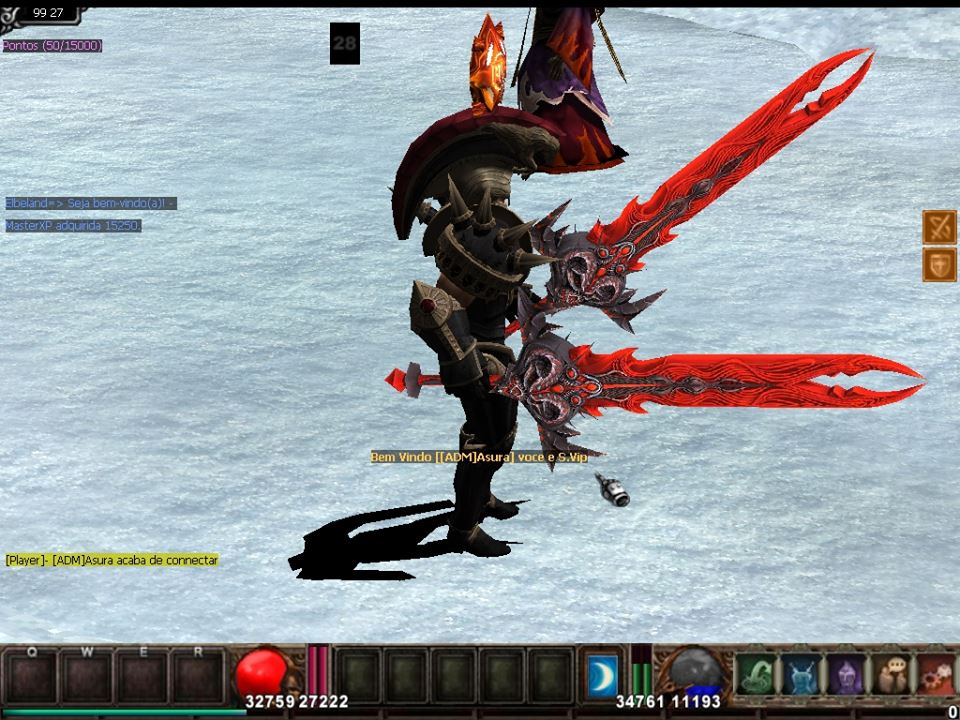 99 27
Pontos (50/15000)
28
Elbeland=> Seja bem-vindo(a)! -
MasterXP adquirida 15250.
Bem Vindo [[ADM]Asura] voce e S.Vip
[Player]- [ADM]Asura acaba de connectar
Q W E R
32759 27222 34761 11193
0